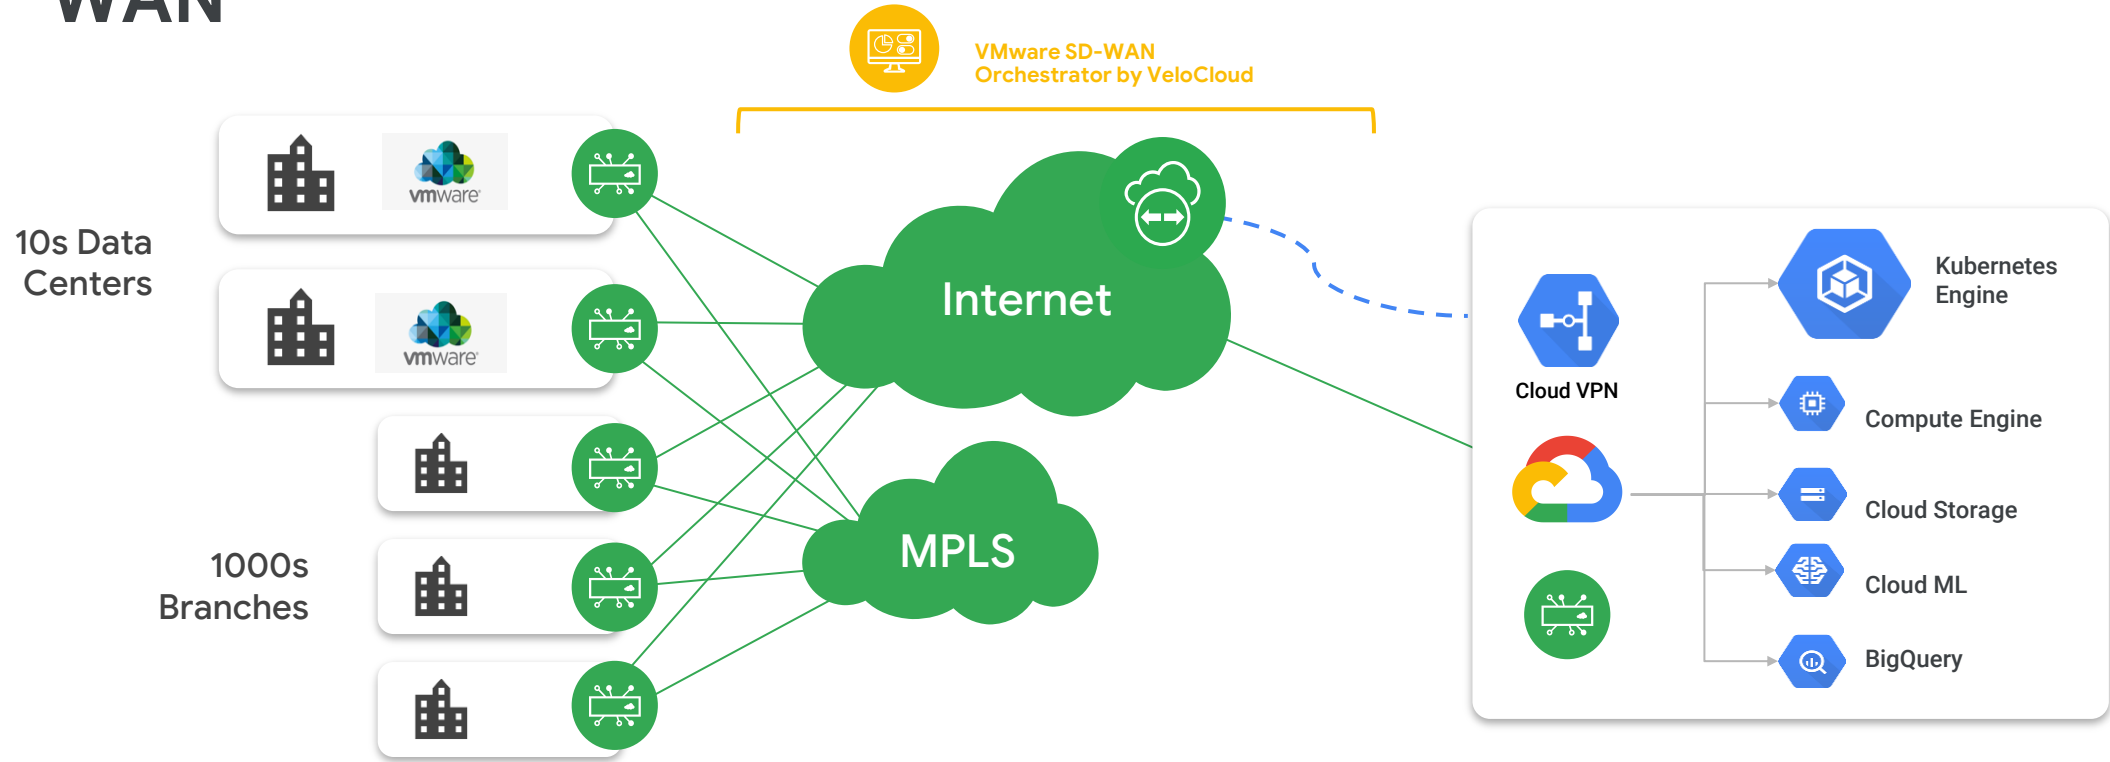 WAN
VMware SD-WAN
Orchestrator by VeloCloud
vmware®
10s Data
Centers
vmware®
Internet
MPLS
1000s
Branches
Cloud VPN
Kubernetes
Engine
Compute Engine
Cloud Storage
Cloud ML
BigQuery